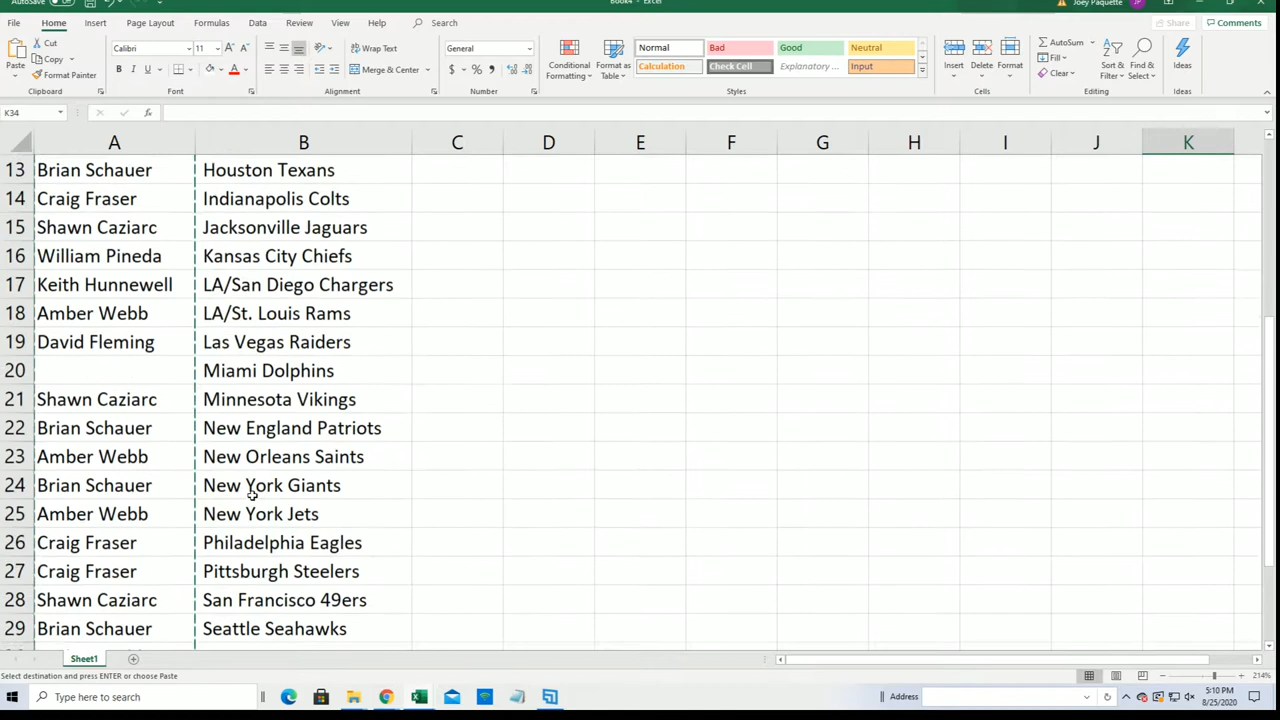 AutoSave Off Book4 - Excel Joey Paquette JP
File Home Insert Page Layout Formulas Data Review View Help Search Share Comments
Cut Calibri 11 Wrap Text General Normal Bad Good Neutral AutoSum
Copy Fill
Paste Format Painter Merge & Center Conditional Formatting Format as Table Calculation Check Cell Explanatory ... Input Insert Delete Format Clear Sort & Filter Find & Select Ideas
Clipboard Font Alignment Number Styles Cells Editing Ideas
K34 fx
A B C D E F G H I J K
13 Brian Schauer Houston Texans
14 Craig Fraser Indianapolis Colts
15 Shawn Caziarc Jacksonville Jaguars
16 William Pineda Kansas City Chiefs
17 Keith Hunnewell LA/San Diego Chargers
18 Amber Webb LA/St. Louis Rams
19 David Fleming Las Vegas Raiders
20 Miami Dolphins
21 Shawn Caziarc Minnesota Vikings
22 Brian Schauer New England Patriots
23 Amber Webb New Orleans Saints
24 Brian Schauer New York Giants
25 Amber Webb New York Jets
26 Craig Fraser Philadelphia Eagles
27 Craig Fraser Pittsburgh Steelers
28 Shawn Caziarc San Francisco 49ers
29 Brian Schauer Seattle Seahawks
Sheet1
Select destination and press ENTER or choose Paste 214%
Type here to search Address 5:10 PM
8/25/2020